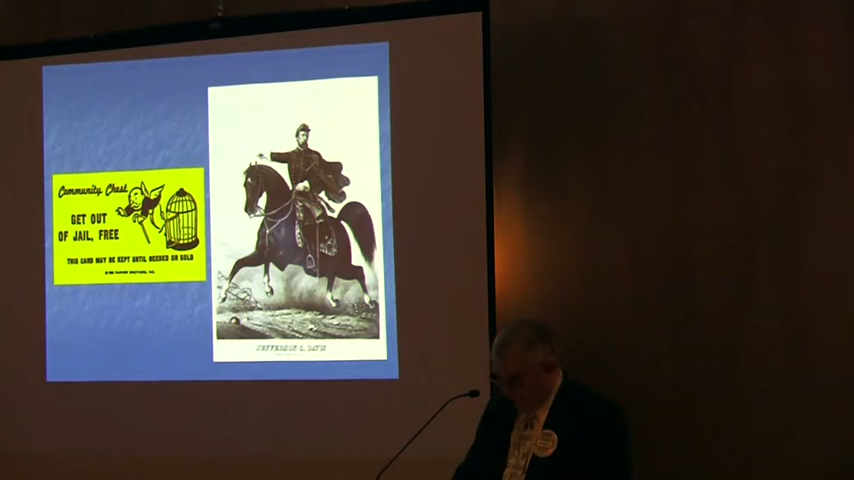 Community Chest
GET OUT
OF JAIL, FREE
THIS CARD MAY BE KEPT UNTIL NEEDED OR SOLD
JEFFERSON C. DAVIS